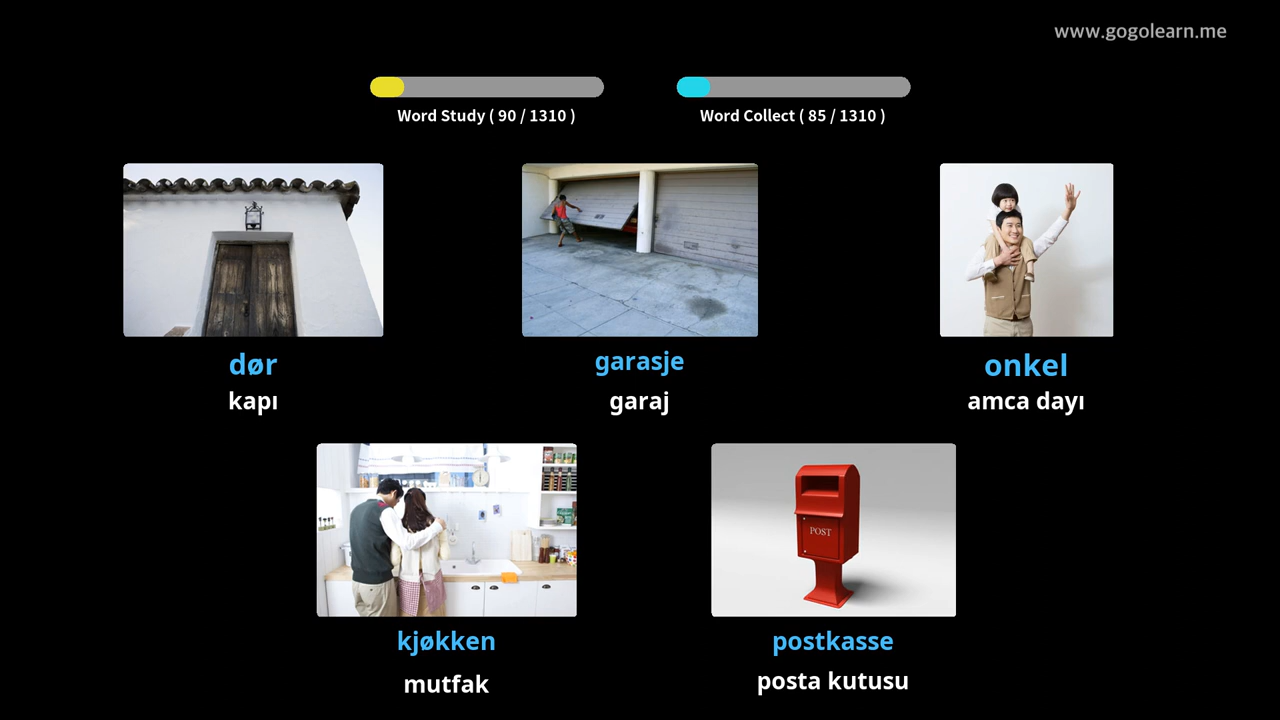 www.gogolearn.me
Word Study ( 90 / 1310 )
Word Collect ( 85 / 1310 )
dør
kapı
garasje
garaj
onkel
amca dayı
POST
kjøkken
mutfak
postkasse
posta kutusu